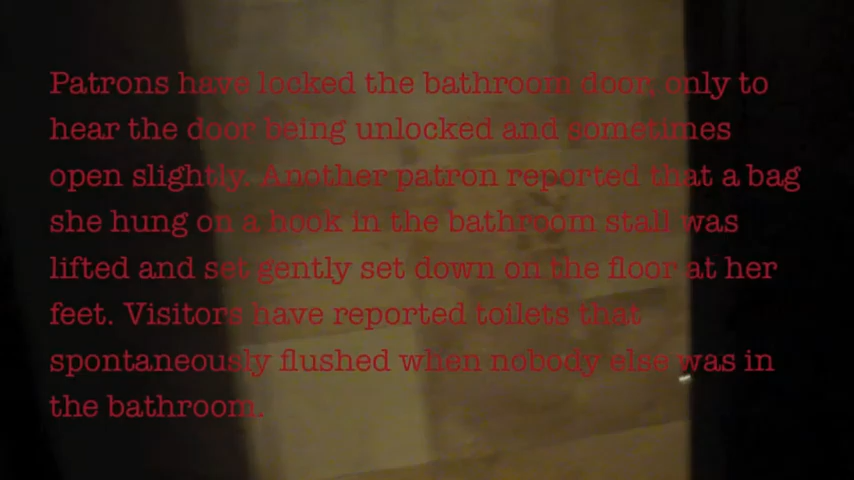 Patrons have locked the bathroom door, only to
hear the door being unlocked and sometimes
open slightly. Another patron reported that a bag
she hung on a hook in the bathroom stall was
lifted and set gently set down on the floor at her
feet. Visitors have reported toilets that
spontaneously flushed when nobody else was in
the bathroom.